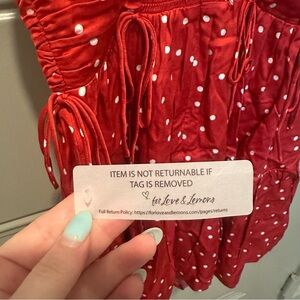 ITEM IS NOT RETURNABLE IF
TAG IS REMOVED
for Love & Lemons
Full Return Policy: https://forloveandlemons.com/pages/returns